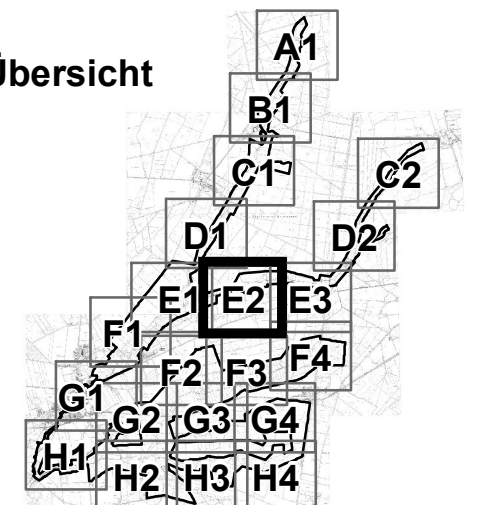 Übersicht
A1
B1
C1 C2
D1 D2
E1 E2 E3
F1 F2 F3 F4
G1 G2 G3 G4
H1 H2 H3 H4